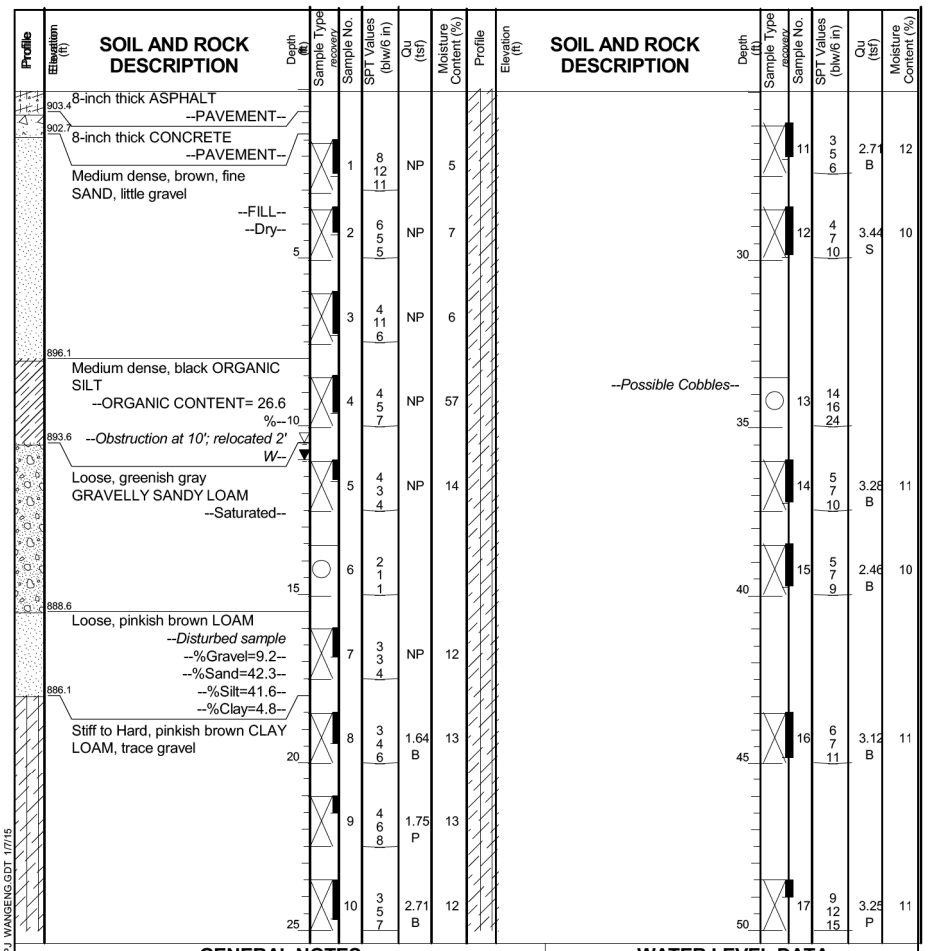 Profile
Elevation
(ft)
SOIL AND ROCK
DESCRIPTION
Depth
(ft)
Sample Type
recovery
Sample No.
SPT Values
(blw/6 in)
Qu
(tsf)
Moisture
Content (%)
Profile
Elevation
(ft)
SOIL AND ROCK
DESCRIPTION
Depth
(ft)
Sample Type
recovery
Sample No.
SPT Values
(blw/6 in)
Qu
(tsf)
Moisture
Content (%)
8-inch thick ASPHALT
903.4
--PAVEMENT--
902.7
8-inch thick CONCRETE
--PAVEMENT--
Medium dense, brown, fine
SAND, little gravel
--FILL--
--Dry--
1 8 12 11 NP 5
2 6 5 5 NP 7
5
3 4 11 6 NP 6
896.1
Medium dense, black ORGANIC
SILT
--ORGANIC CONTENT= 26.6
%--
10
4 4 5 7 NP 57
893.6
--Obstruction at 10'; relocated 2'
W--
Loose, greenish gray
GRAVELLY SANDY LOAM
--Saturated--
5 4 3 4 NP 14
6 2 1 1
15
888.6
Loose, pinkish brown LOAM
--Disturbed sample
--%Gravel=9.2--
--%Sand=42.3--
--%Silt=41.6--
--%Clay=4.8--
7 3 3 4 NP 12
886.1
Stiff to Hard, pinkish brown CLAY
LOAM, trace gravel
8 3 4 6 1.64 B 13
20
9 4 6 8 1.75 P 13
10 3 5 7 2.71 B 12
25
11 3 5 6 2.71 B 12
12 4 7 10 3.44 S 10
30
--Possible Cobbles--
13 14 16 24
35
14 5 7 10 3.28 B 11
15 5 7 9 2.46 B 10
40
16 6 7 11 3.12 B 11
45
17 9 12 15 3.25 P 11
50
WANGENG.GDT 1/7/15
GENERAL NOTES
WATER LEVEL DATA